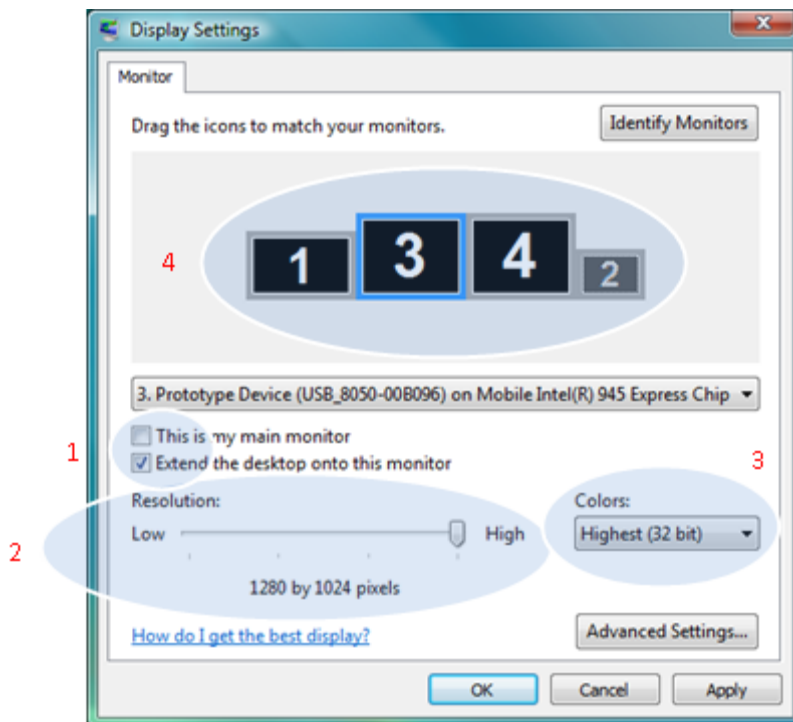 Display Settings
Monitor
Drag the icons to match your monitors.
Identify Monitors
4
1 3 4 2
3. Prototype Device (USB_8050-00B096) on Mobile Intel(R) 945 Express Chip
This is my main monitor
1
Extend the desktop onto this monitor
3
Resolution:
Colors:
Low High
Highest (32 bit)
2
1280 by 1024 pixels
How do I get the best display?
Advanced Settings...
OK Cancel Apply